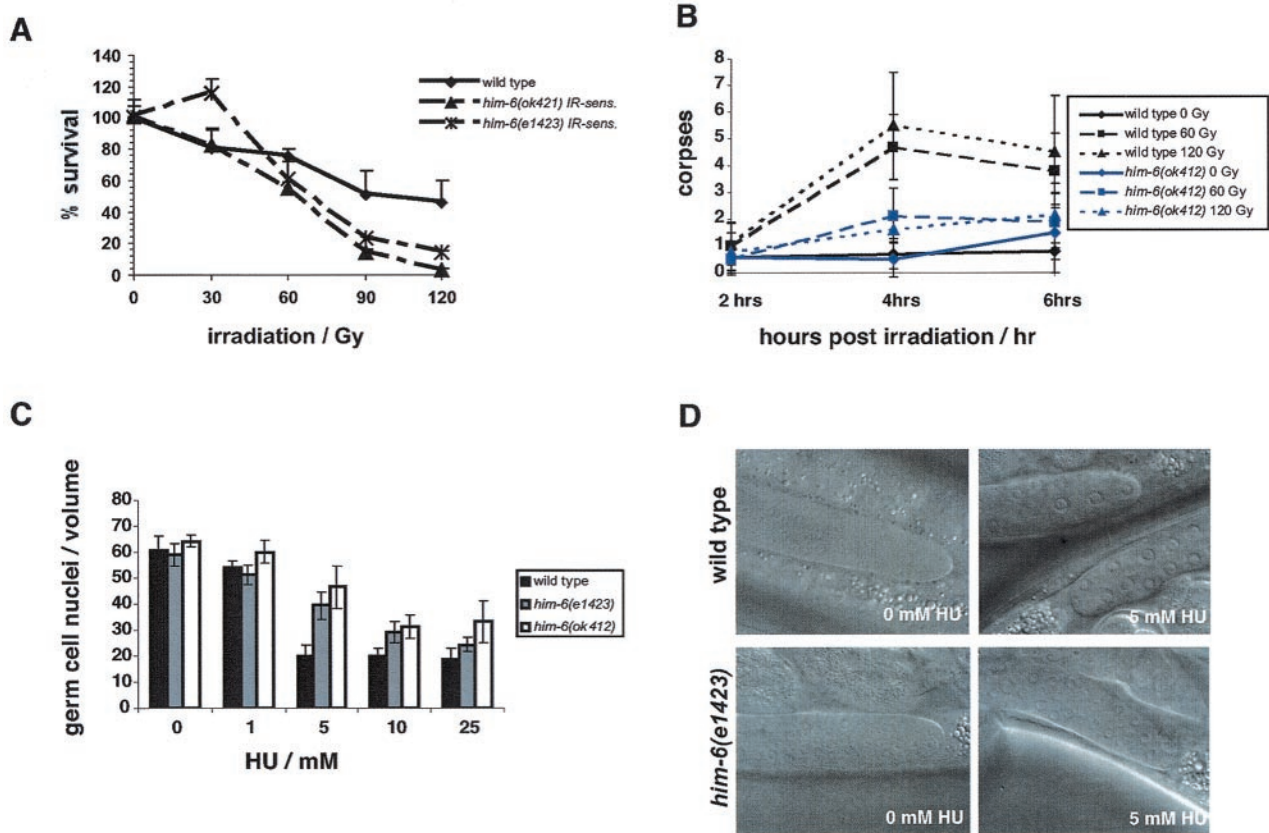 A
140
120
100
80
60
40
20
0
% survival
0 30 60 90 120
irradiation / Gy
wild type
him-6(ok421) IR-sens.
him-6(e1423) IR-sens.
B
8
7
6
5
4
3
2
1
0
corpses
2 hrs 4hrs 6hrs
hours post irradiation / hr
wild type 0 Gy
wild type 60 Gy
wild type 120 Gy
him-6(ok412) 0 Gy
him-6(ok412) 60 Gy
him-6(ok412) 120 Gy
C
80
70
60
50
40
30
20
10
0
germ cell nuclei / volume
0 1 5 10 25
HU / mM
wild type
him-6(e1423)
him-6(ok412)
D
wild type
0 mM HU
5 mM HU
him-6(e1423)
0 mM HU
5 mM HU